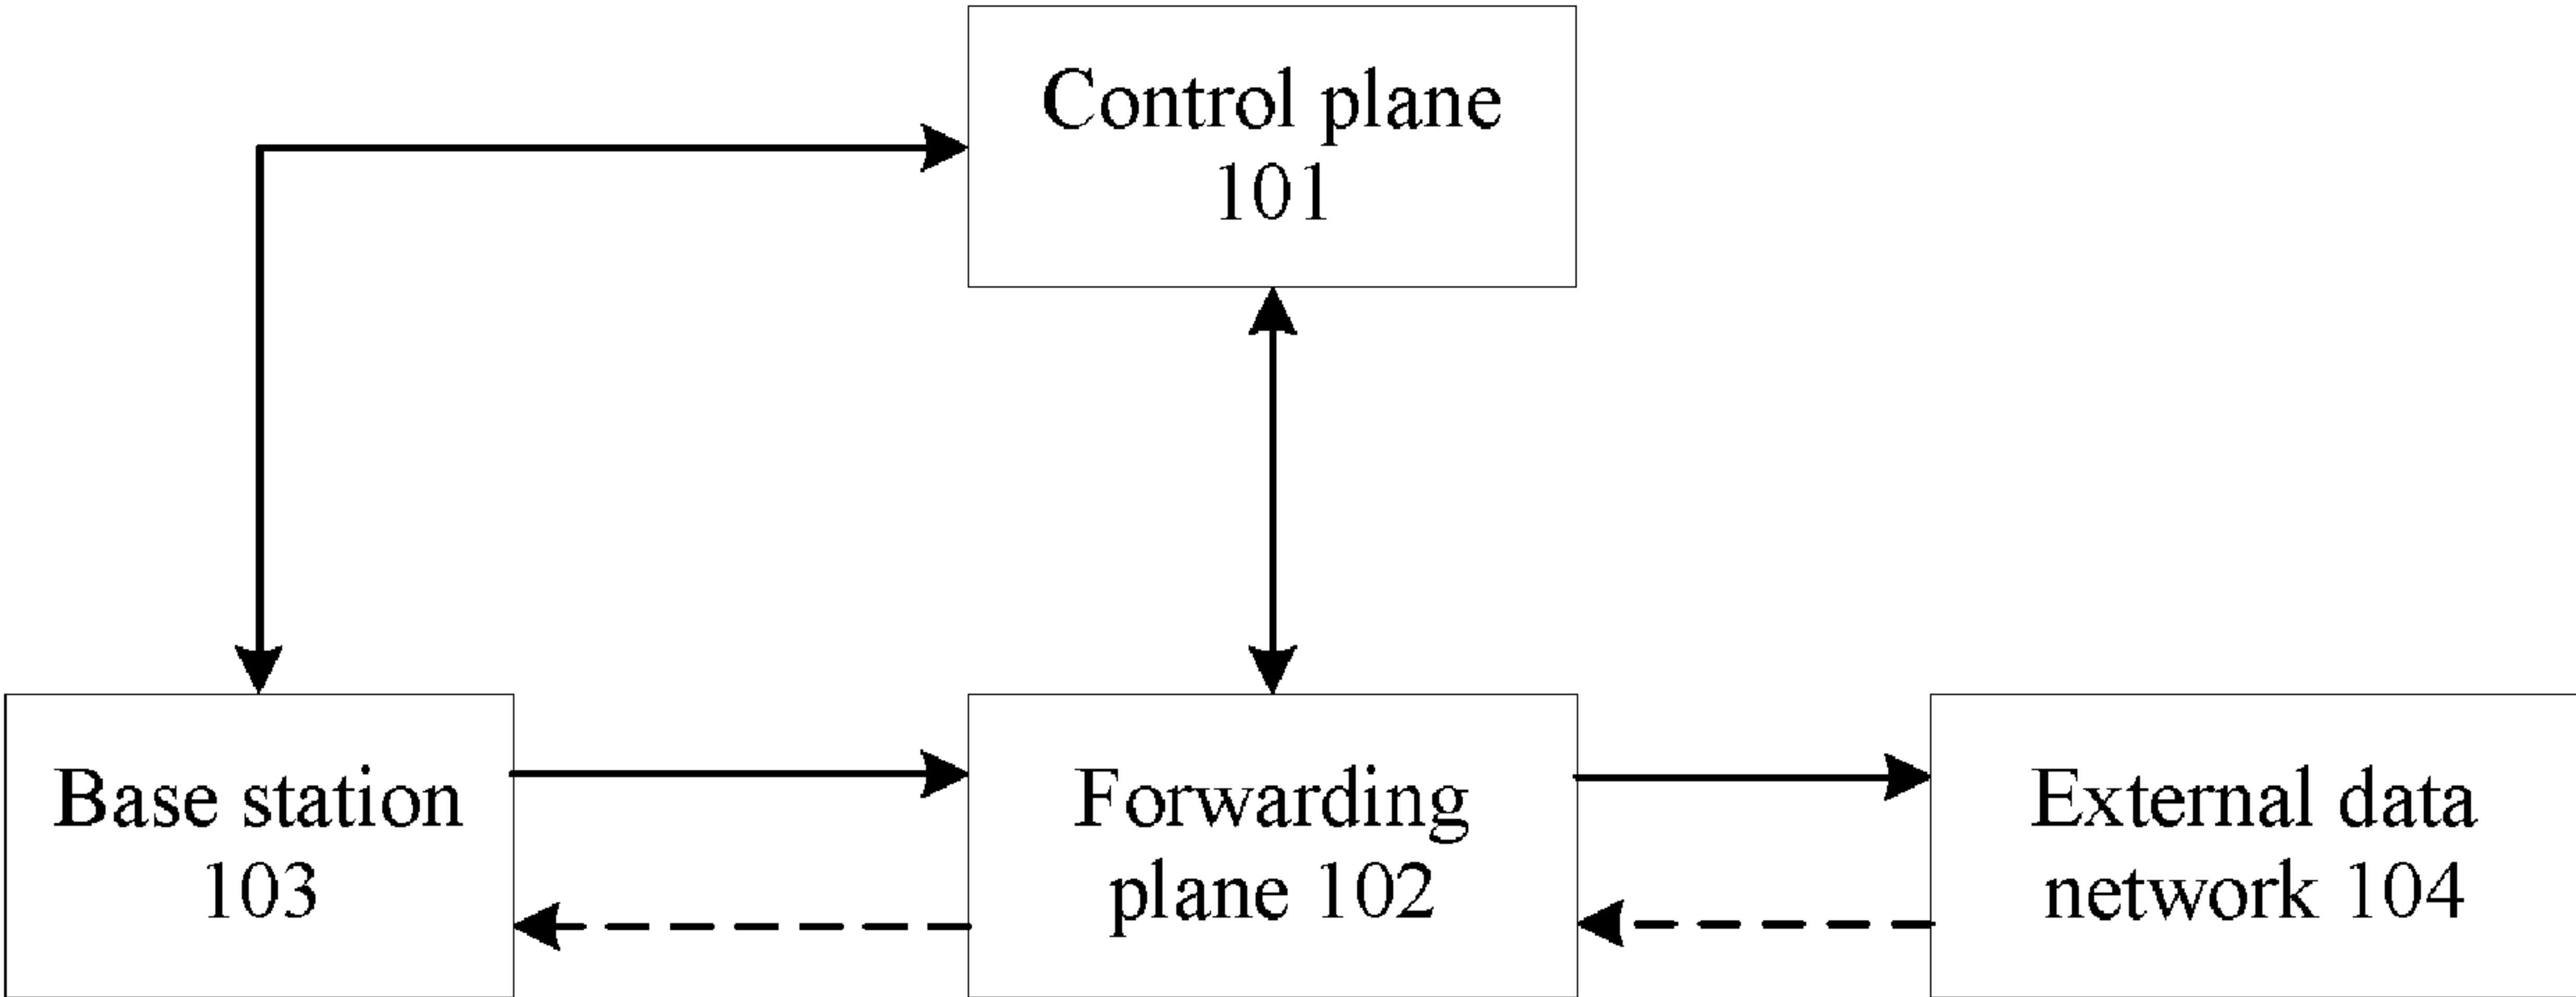 Control plane
101
Base station
103
Forwarding
plane 102
External data
network 104